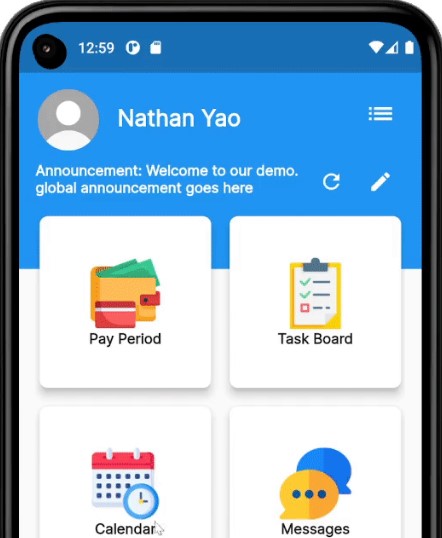 12:59
Nathan Yao
Announcement: Welcome to our demo.
global announcement goes here
Pay Period
Task Board
Calendar
Messages